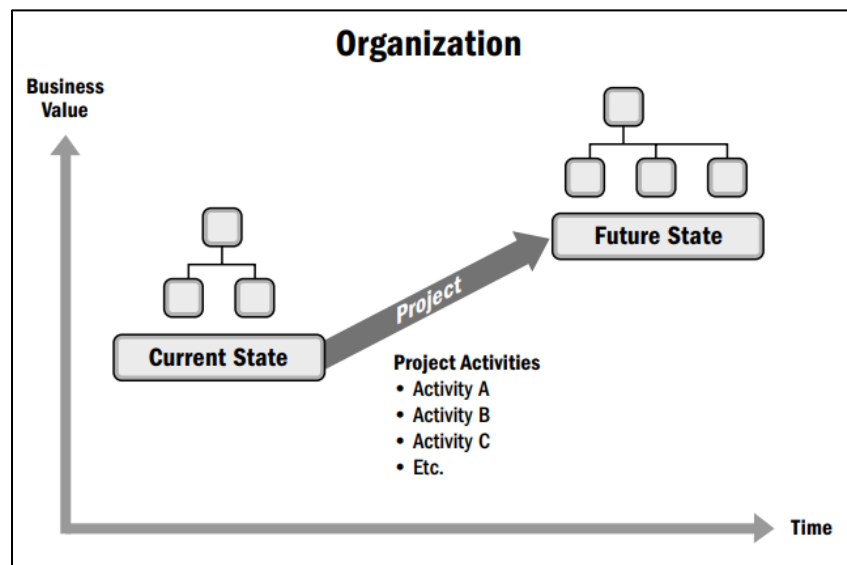 Organization
Business
Value
Future State
Project
Current State
Project Activities
• Activity A
• Activity B
• Activity C
• Etc.
Time